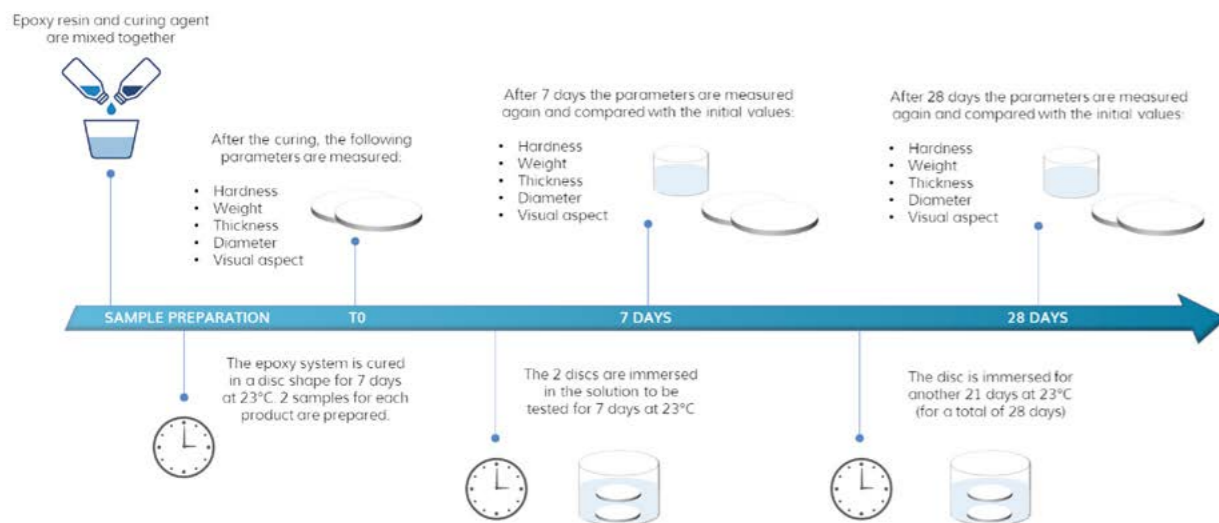 Epoxy resin and curing agent
are mixed together
After the curing, the following
parameters are measured:
• Hardness
• Weight
• Thickness
• Diameter
• Visual aspect
After 7 days the parameters are measured
again and compared with the initial values:
• Hardness
• Weight
• Thickness
• Diameter
• Visual aspect
After 28 days the parameters are measured
again and compared with the initial values:
• Hardness
• Weight
• Thickness
• Diameter
• Visual aspect
SAMPLE PREPARATION
T0
7 DAYS
28 DAYS
The epoxy system is cured
in a disc shape for 7 days
at 23°C. 2 samples for each
product are prepared.
The 2 discs are immersed
in the solution to be
tested for 7 days at 23°C
The disc is immersed for
another 21 days at 23°C
(for a total of 28 days)